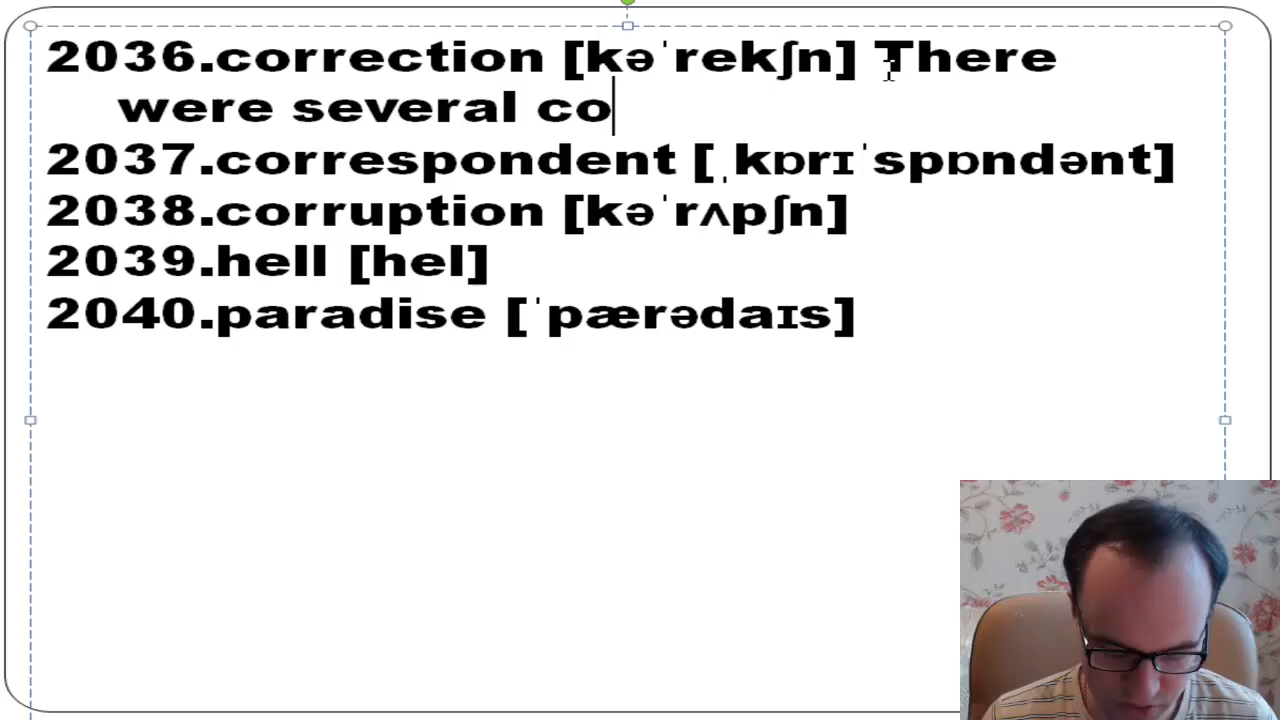 2036.correction [kəˈrekʃn] There
were several co
2037.correspondent [ˌkɒrɪˈspɒndənt]
2038.corruption [kəˈrʌpʃn]
2039.hell [hel]
2040.paradise [ˈpærədaɪs]